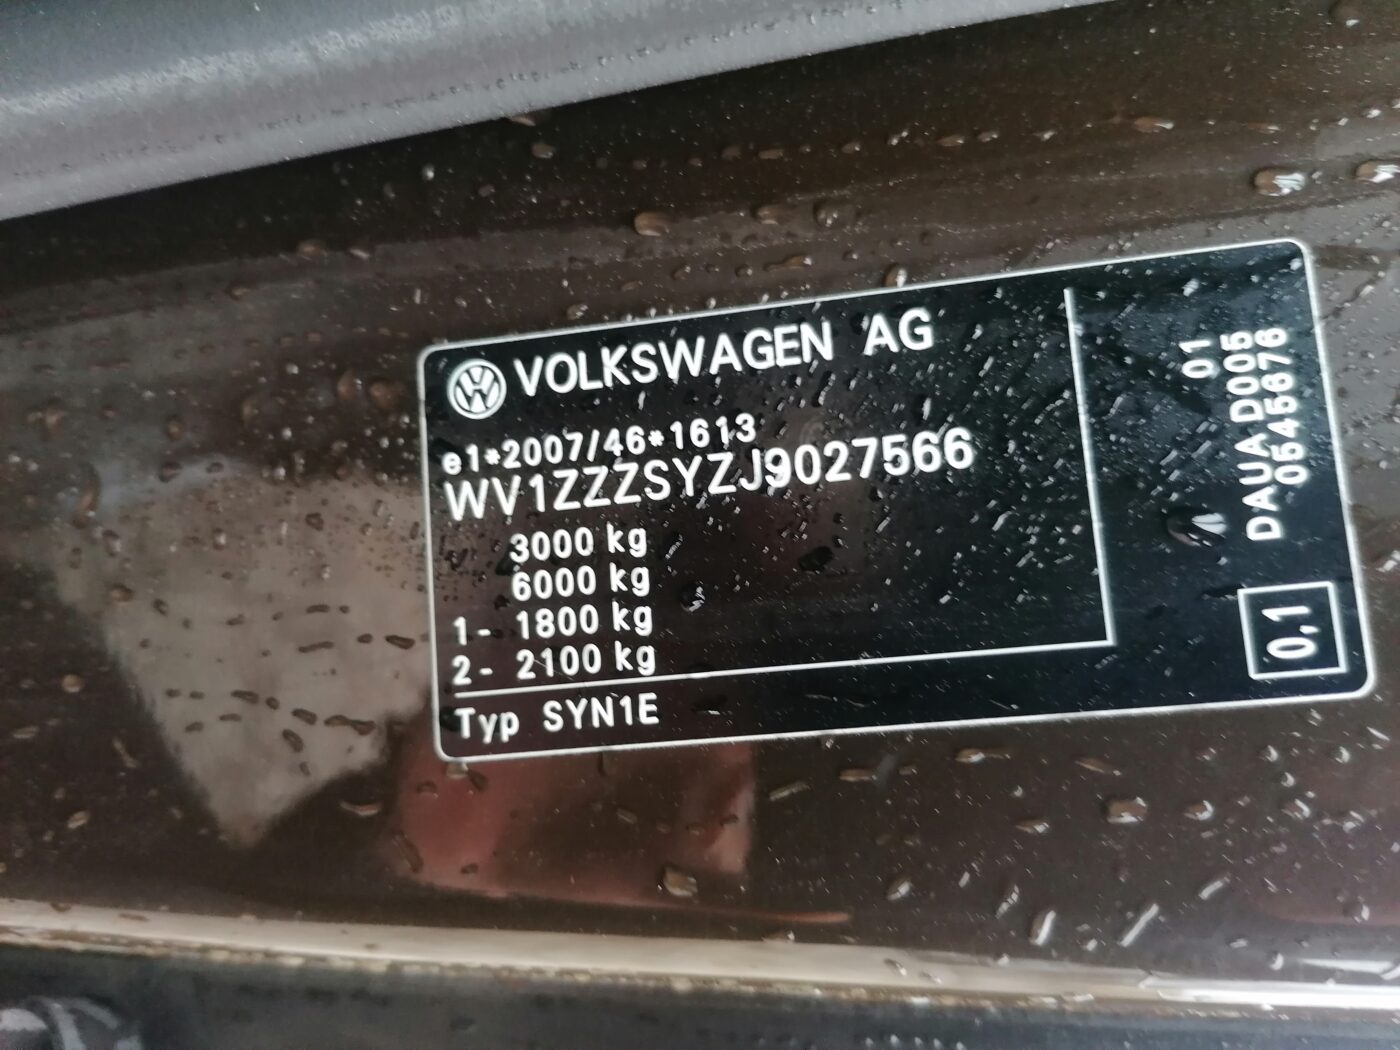 VOLKSWAGEN AG
e1*2007/46*1613
WV1ZZZSYZJ9027566
3000 kg
6000 kg
1- 1800 kg
2- 2100 kg
Typ SYN1E
01
DAUA D005
0545676
0,1